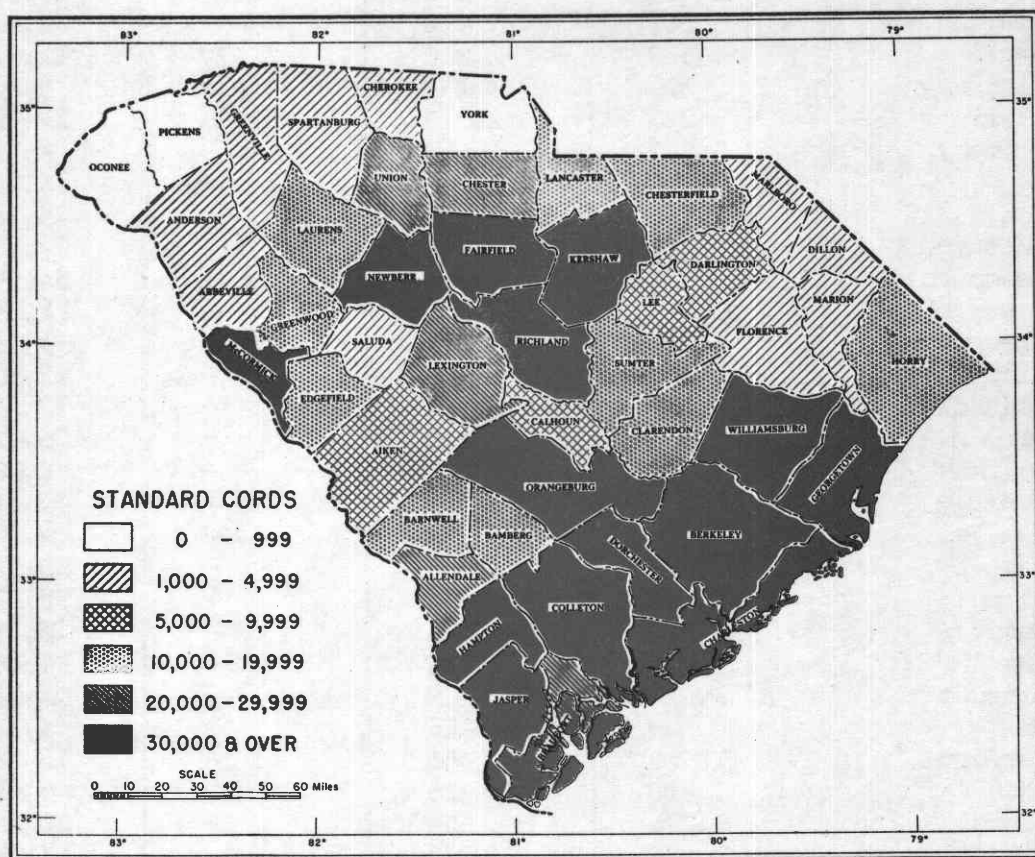 83° 82° 81° 80° 79°
35° 35°
CHEROKEE
YORK
PICKENS
GREENVILLE
SPARTANBURG
OCONEE
UNION
CHESTER
LANCASTER
CHESTERFIELD
MARLBORO
ANDERSON
LAURENS
FAIRFIELD
KERSHAW
DARLINGTON
DILLON
NEWBERR
ABBEVILLE
LEE
MARION
GREENWOOD
FLORENCE
34° 34°
SALUDA
RICHLAND
McCORMICK
LEXINGTON
SUMTER
HORRY
EDGEFIELD
CALHOUN
CLARENDON
WILLIAMSBURG
AIKEN
GEORGETOWN
ORANGEBURG
BARNWELL
BAMBERG
BERKELEY
DORCHESTER
33° 33°
ALLENDALE
COLLETON
HAMPTON
CHARLESTON
JASPER
STANDARD CORDS
0 - 999
1,000 - 4,999
5,000 - 9,999
10,000 - 19,999
20,000 - 29,999
30,000 & OVER
SCALE
0 10 20 30 40 50 60 Miles
32° 32°
83° 82° 81° 80° 79°